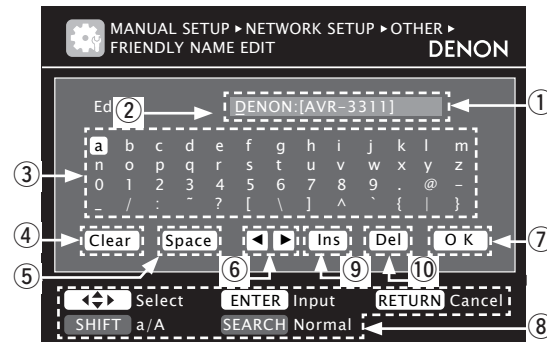 MANUAL SETUP ▸ NETWORK SETUP ▸ OTHER ▸
FRIENDLY NAME EDIT
DENON
Ed ② DENON:[AVR-3311] ①
③
a b c d e f g h i j k l m
n o p q r s t u v w x y z
0 1 2 3 4 5 6 7 8 9 . @ -
_ / : ˜ ? [ \ ] ^ ` { | }
④ Clear Space ◀ ▶ Ins Del O K ⑦
⑤ ⑥ ⑨ ⑩
Select ENTER Input RETURN Cancel
SHIFT a/A SEARCH Normal ⑧